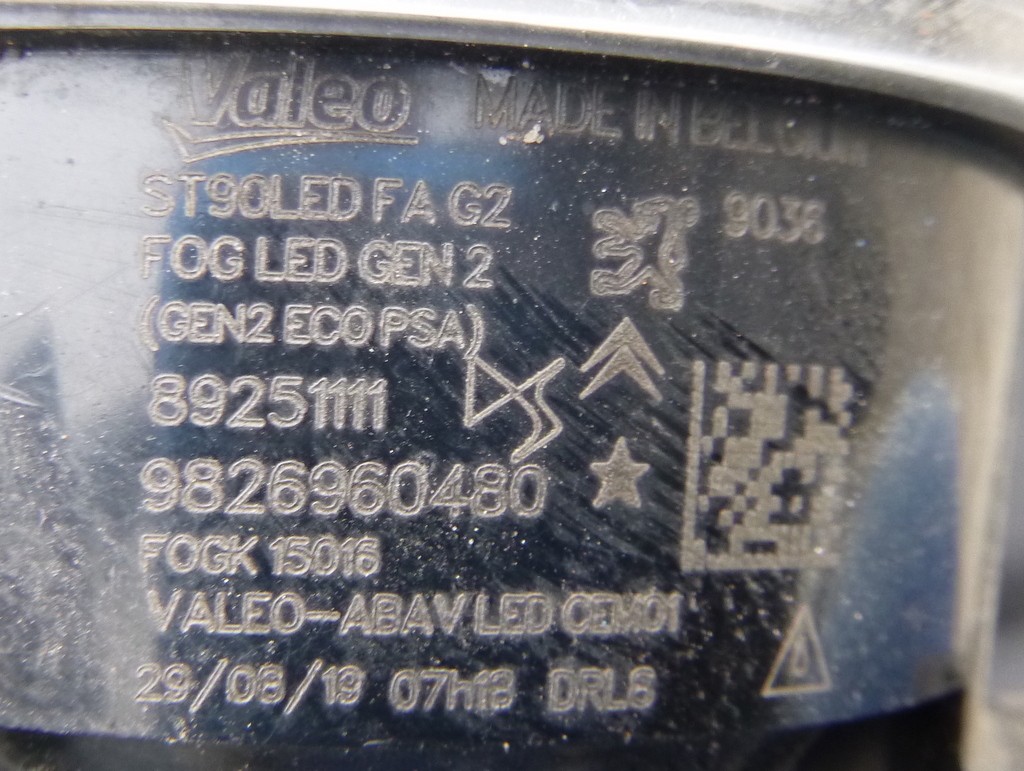 Valeo MADE IN BELGIUM
ST90LED FA G2
9036
FOG LED GEN 2
(GEN2 ECO PSA)
89251111
9826960480
FOGK 15016
VALEO-ABAV LED CEM01
29/08/19 07h18 DRL6